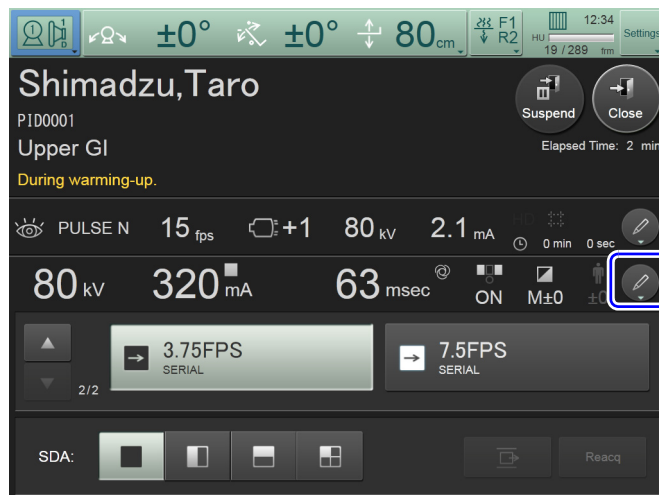 ±0° ±0° 80cm F1 R2 HU 12:34 19 / 289 frm Settings
Shimadzu,Taro
PID0001
Upper GI
During warming-up.
Suspend Close
Elapsed Time: 2 min
PULSE N 15 fps +1 80 kV 2.1 mA 0 min 0 sec
80 kV 320 mA 63 msec ON M±0 ±0
3.75FPS
SERIAL
7.5FPS
SERIAL
2/2
SDA: Reacq